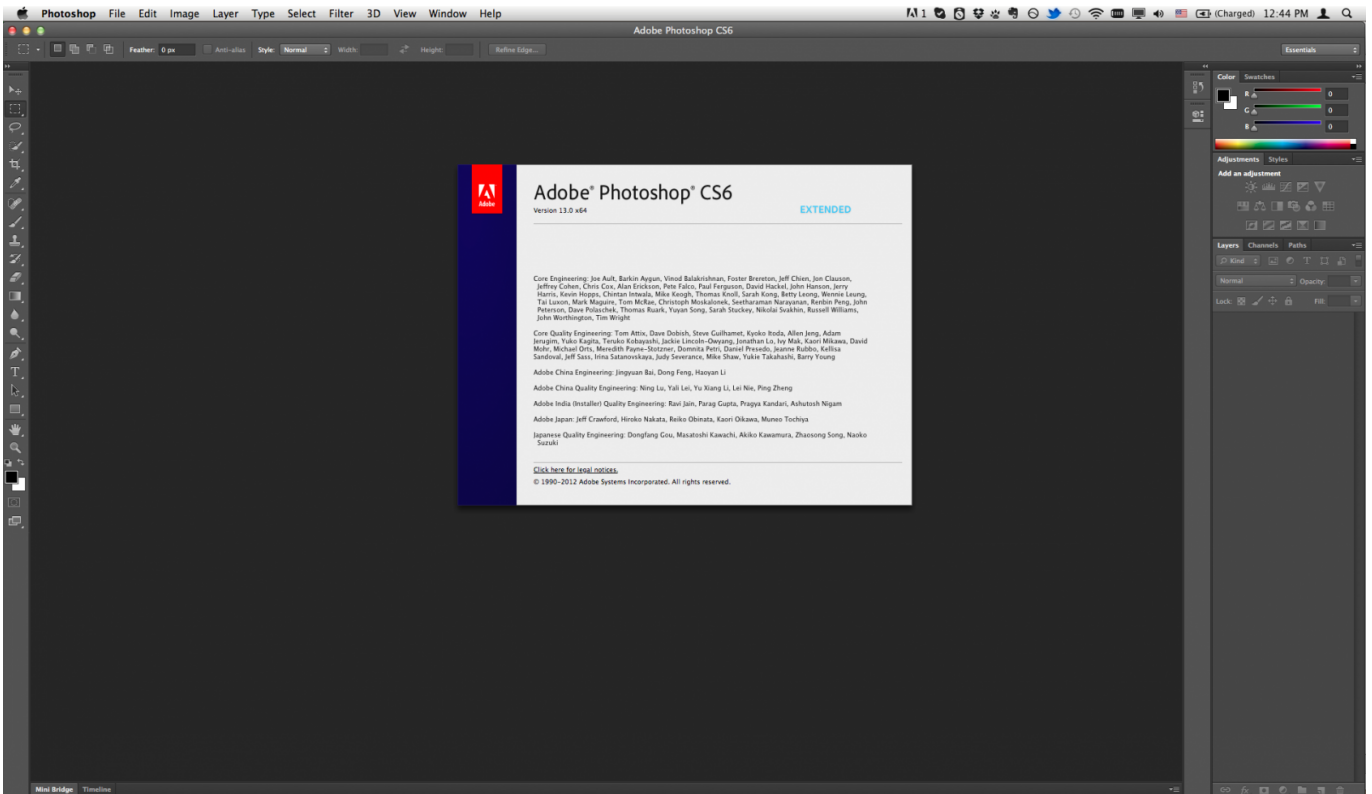 Photoshop File Edit Image Layer Type Select Filter 3D View Window Help
1
(Charged) 12:44 PM
Adobe Photoshop CS6
Feather: 0 px Anti-alias Style: Normal Width: Height: Refine Edge... Essentials
Color Swatches
R 0
G 0
B 0
Adjustments Styles
Add an adjustment
Layers Channels Paths
Kind
Normal Opacity:
Lock: Fill:
Adobe
Adobe® Photoshop® CS6
Version 13.0 x64
EXTENDED
Core Engineering: Joe Ault, Barkin Aygun, Vinod Balakrishnan, Foster Brereton, Jeff Chien, Jon Clauson,
Jeffrey Cohen, Chris Cox, Alan Erickson, Pete Falco, Paul Ferguson, David Hackel, John Hanson, Jerry
Harris, Kevin Hopps, Chintan Intwala, Mike Keogh, Thomas Knoll, Sarah Kong, Betty Leong, Wennie Leung,
Tai Luxon, Mark Maguire, Tom McRae, Christoph Moskalonek, Seetharaman Narayanan, Renbin Peng, John
Peterson, Dave Polaschek, Thomas Ruark, Yuyan Song, Sarah Stuckey, Nikolai Svakhin, Russell Williams,
John Worthington, Tim Wright
Core Quality Engineering: Tom Attix, Dave Dobish, Steve Guilhamet, Kyoko Itoda, Allen Jeng, Adam
Jerugim, Yuko Kagita, Teruko Kobayashi, Jackie Lincoln-Owyang, Jonathan Lo, Ivy Mak, Kaori Mikawa, David
Mohr, Michael Orts, Meredith Payne-Stotzner, Domnita Petri, Daniel Presedo, Jeanne Rubbo, Kellisa
Sandoval, Jeff Sass, Irina Satanovskaya, Judy Severance, Mike Shaw, Yukie Takahashi, Barry Young
Adobe China Engineering: Jingyuan Bai, Dong Feng, Haoyan Li
Adobe China Quality Engineering: Ning Lu, Yali Lei, Yu Xiang Li, Lei Nie, Ping Zheng
Adobe India (Installer) Quality Engineering: Ravi Jain, Parag Gupta, Pragya Kandari, Ashutosh Nigam
Adobe Japan: Jeff Crawford, Hiroko Nakata, Reiko Obinata, Kaori Oikawa, Muneo Tochiya
Japanese Quality Engineering: Dongfang Gou, Masatoshi Kawachi, Akiko Kawamura, Zhaosong Song, Naoko
Suzuki
Click here for legal notices.
© 1990-2012 Adobe Systems Incorporated. All rights reserved.
Mini Bridge Timeline